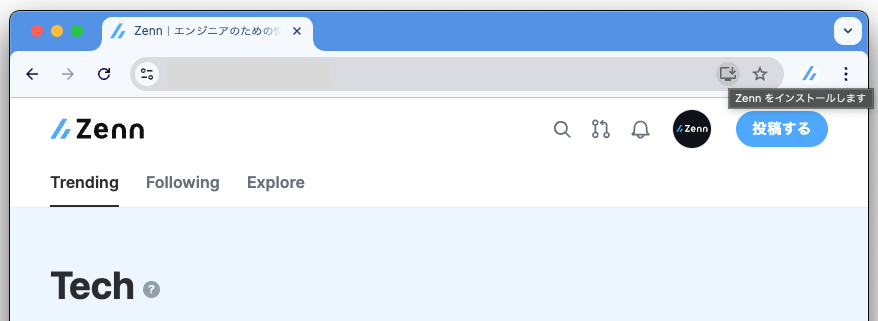 Zenn｜エンジニアのための情
Zenn をインストールします
Zenn
Zenn
投稿する
Trending
Following
Explore
Tech
?